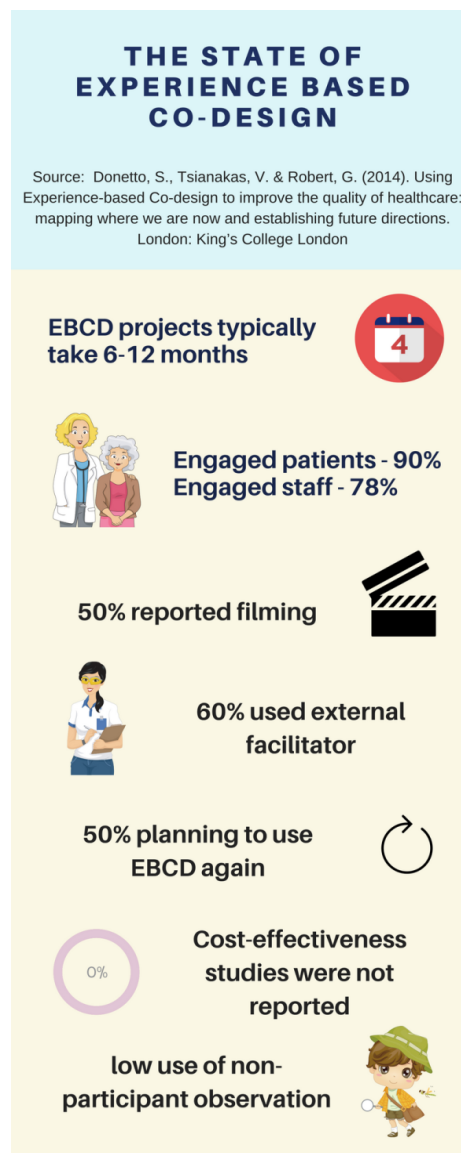 THE STATE OF
EXPERIENCE BASED
CO-DESIGN
Source: Donetto, S., Tsianakas, V. & Robert, G. (2014). Using
Experience-based Co-design to improve the quality of healthcare:
mapping where we are now and establishing future directions.
London: King's College London
EBCD projects typically
take 6-12 months
4
Engaged patients - 90%
Engaged staff - 78%
50% reported filming
60% used external
facilitator
50% planning to use
EBCD again
Cost-effectiveness
studies were not
reported
0%
low use of non-
participant observation